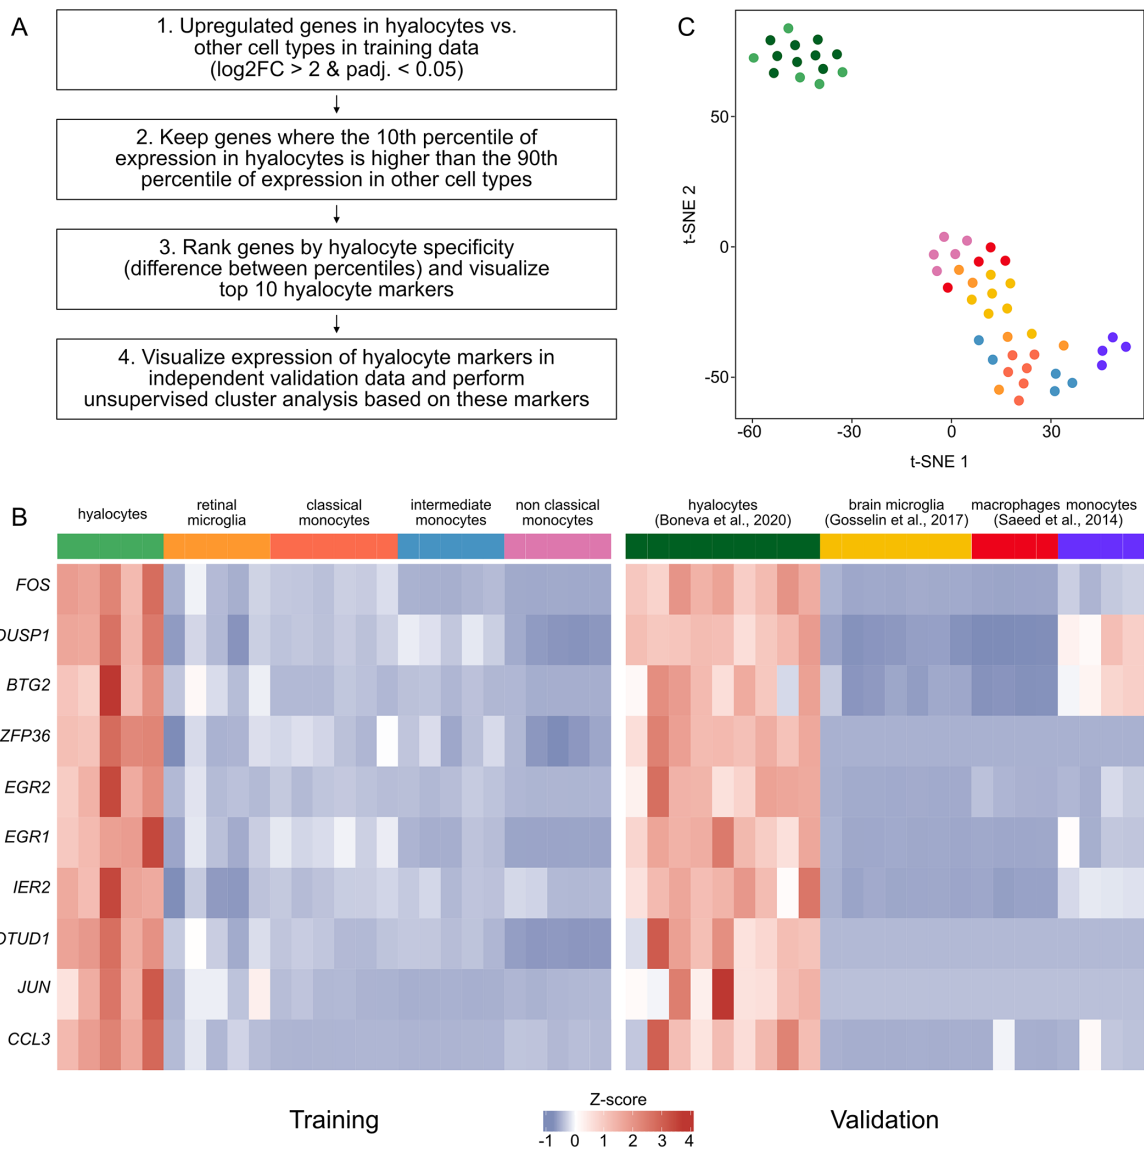 A
1. Upregulated genes in hyalocytes vs.
other cell types in training data
(log2FC > 2 & padj. < 0.05)
2. Keep genes where the 10th percentile of
expression in hyalocytes is higher than the 90th
percentile of expression in other cell types
3. Rank genes by hyalocyte specificity
(difference between percentiles) and visualize
top 10 hyalocyte markers
4. Visualize expression of hyalocyte markers in
independent validation data and perform
unsupervised cluster analysis based on these markers
C
50
0
-50
t-SNE 2
-60
-30
0
30
t-SNE 1
B
hyalocytes
retinal
microglia
classical
monocytes
intermediate
monocytes
non classical
monocytes
hyalocytes
(Boneva et al., 2020)
brain microglia
(Gosselin et al., 2017)
macrophages monocytes
(Saeed et al., 2014)
FOS
DUSP1
BTG2
ZFP36
EGR2
EGR1
IER2
OTUD1
JUN
CCL3
Training
Z-score
-1 0 1 2 3 4
Validation